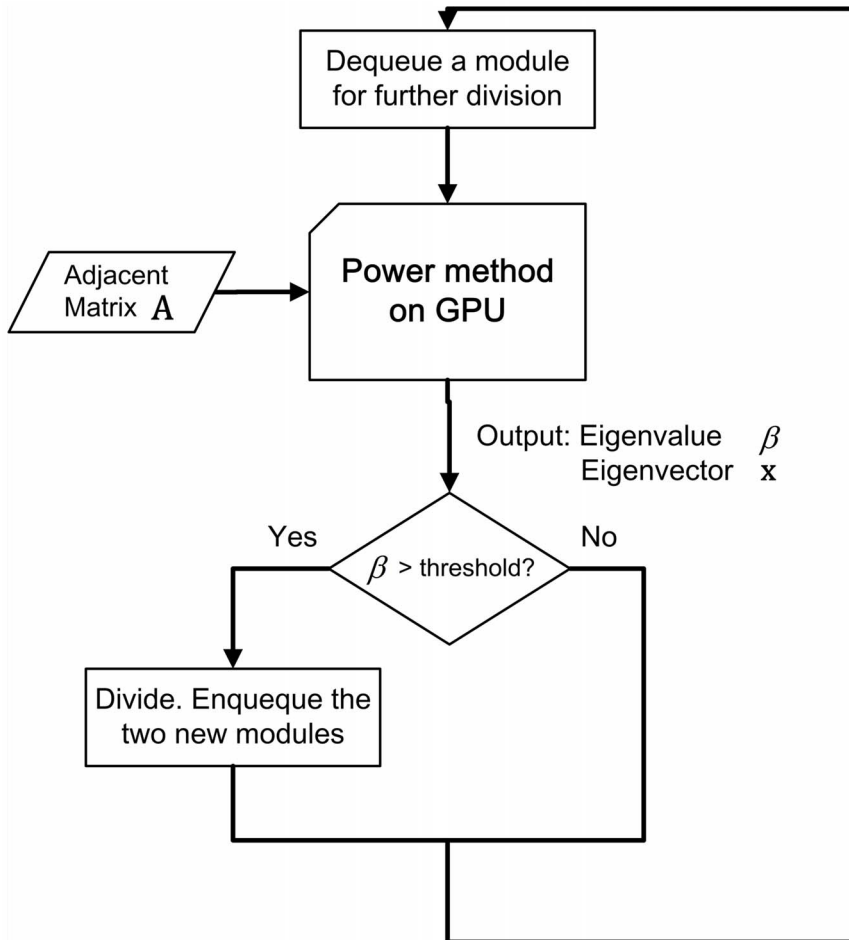 Dequeue a module
for further division
Adjacent
Matrix A
Power method
on GPU
Output: Eigenvalue β
Eigenvector x
Yes
No
β > threshold?
Divide. Enqueque the
two new modules